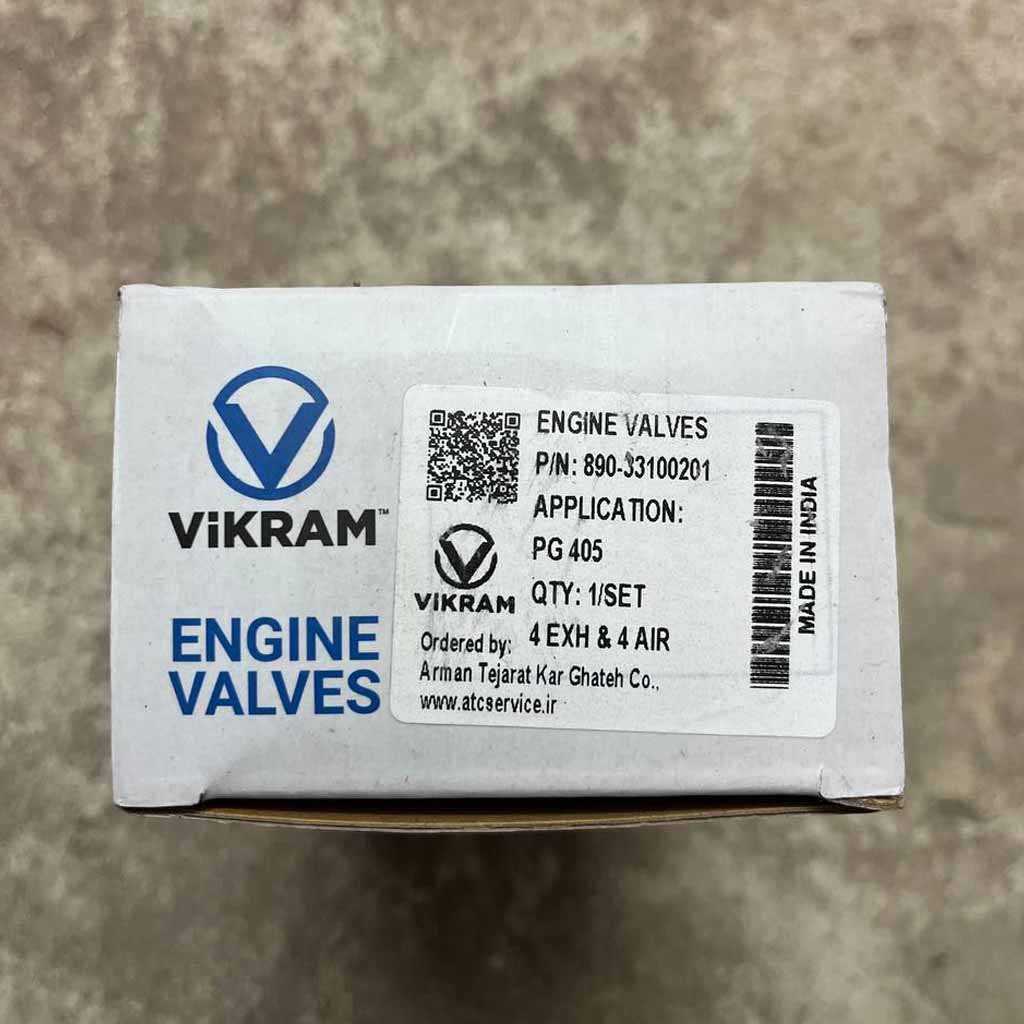 ViKRAM™
ENGINE
VALVES
ENGINE VALVES
P/N: 890-33100201
APPLICATION:
PG 405
QTY: 1/SET
4 EXH & 4 AIR
ViKRAM
Ordered by:
Arman Tejarat Kar Ghateh Co.,
www.atcservice.ir
MADE IN INDIA